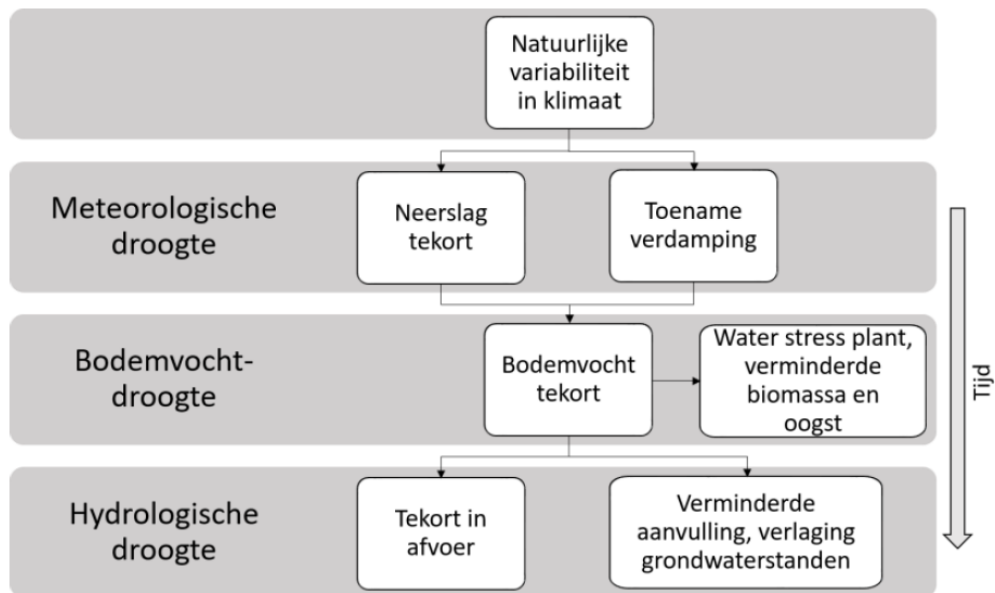 Natuurlijke
variabiliteit
in klimaat
Meteorologische
droogte
Neerslag
tekort
Toename
verdamping
Bodemvocht-
droogte
Bodemvocht
tekort
Water stress plant,
verminderde
biomassa en
oogst
Tijd
Hydrologische
droogte
Tekort in
afvoer
Verminderde
aanvulling, verlaging
grondwaterstanden